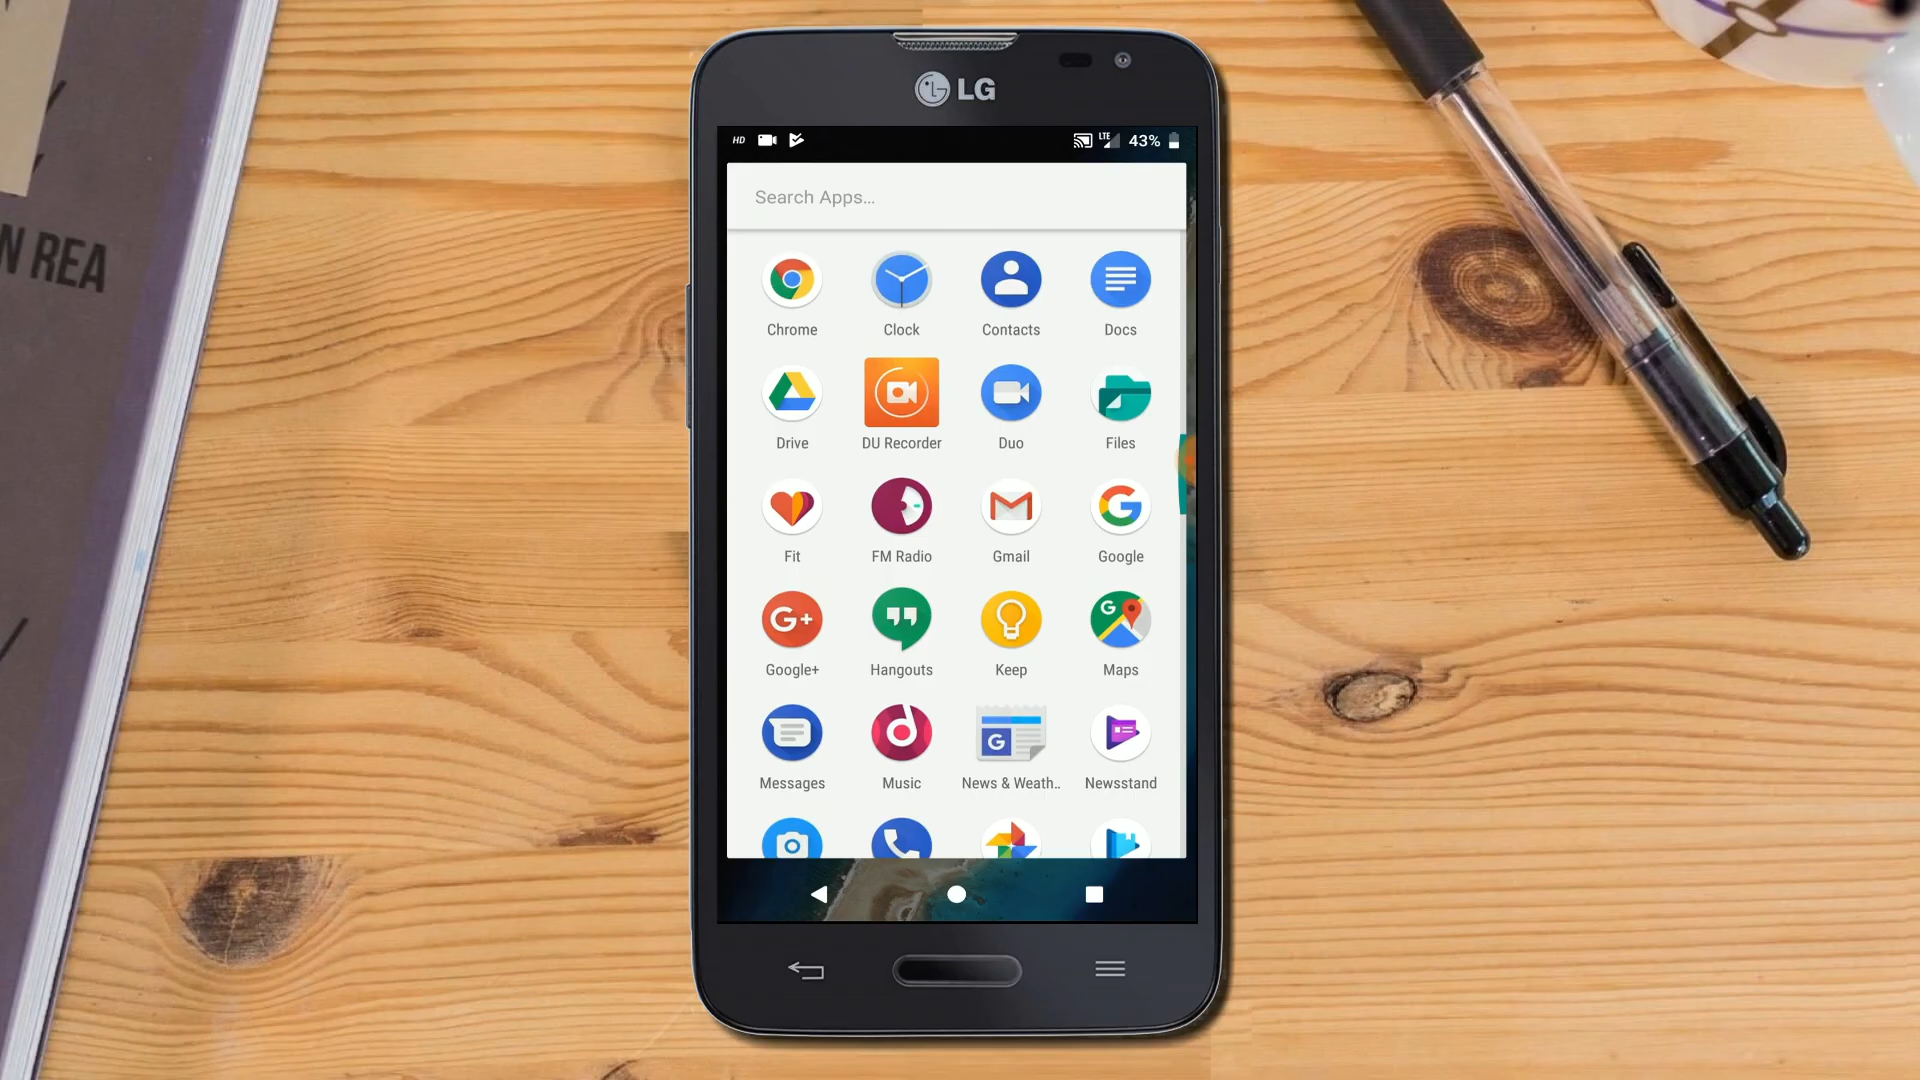 N REA
LG
HD LTE 43%
Search Apps...
Chrome Clock Contacts Docs
Drive DU Recorder Duo Files
Fit FM Radio Gmail Google
G+ G
Google+ Hangouts Keep Maps
G
Messages Music News & Weath.. Newsstand